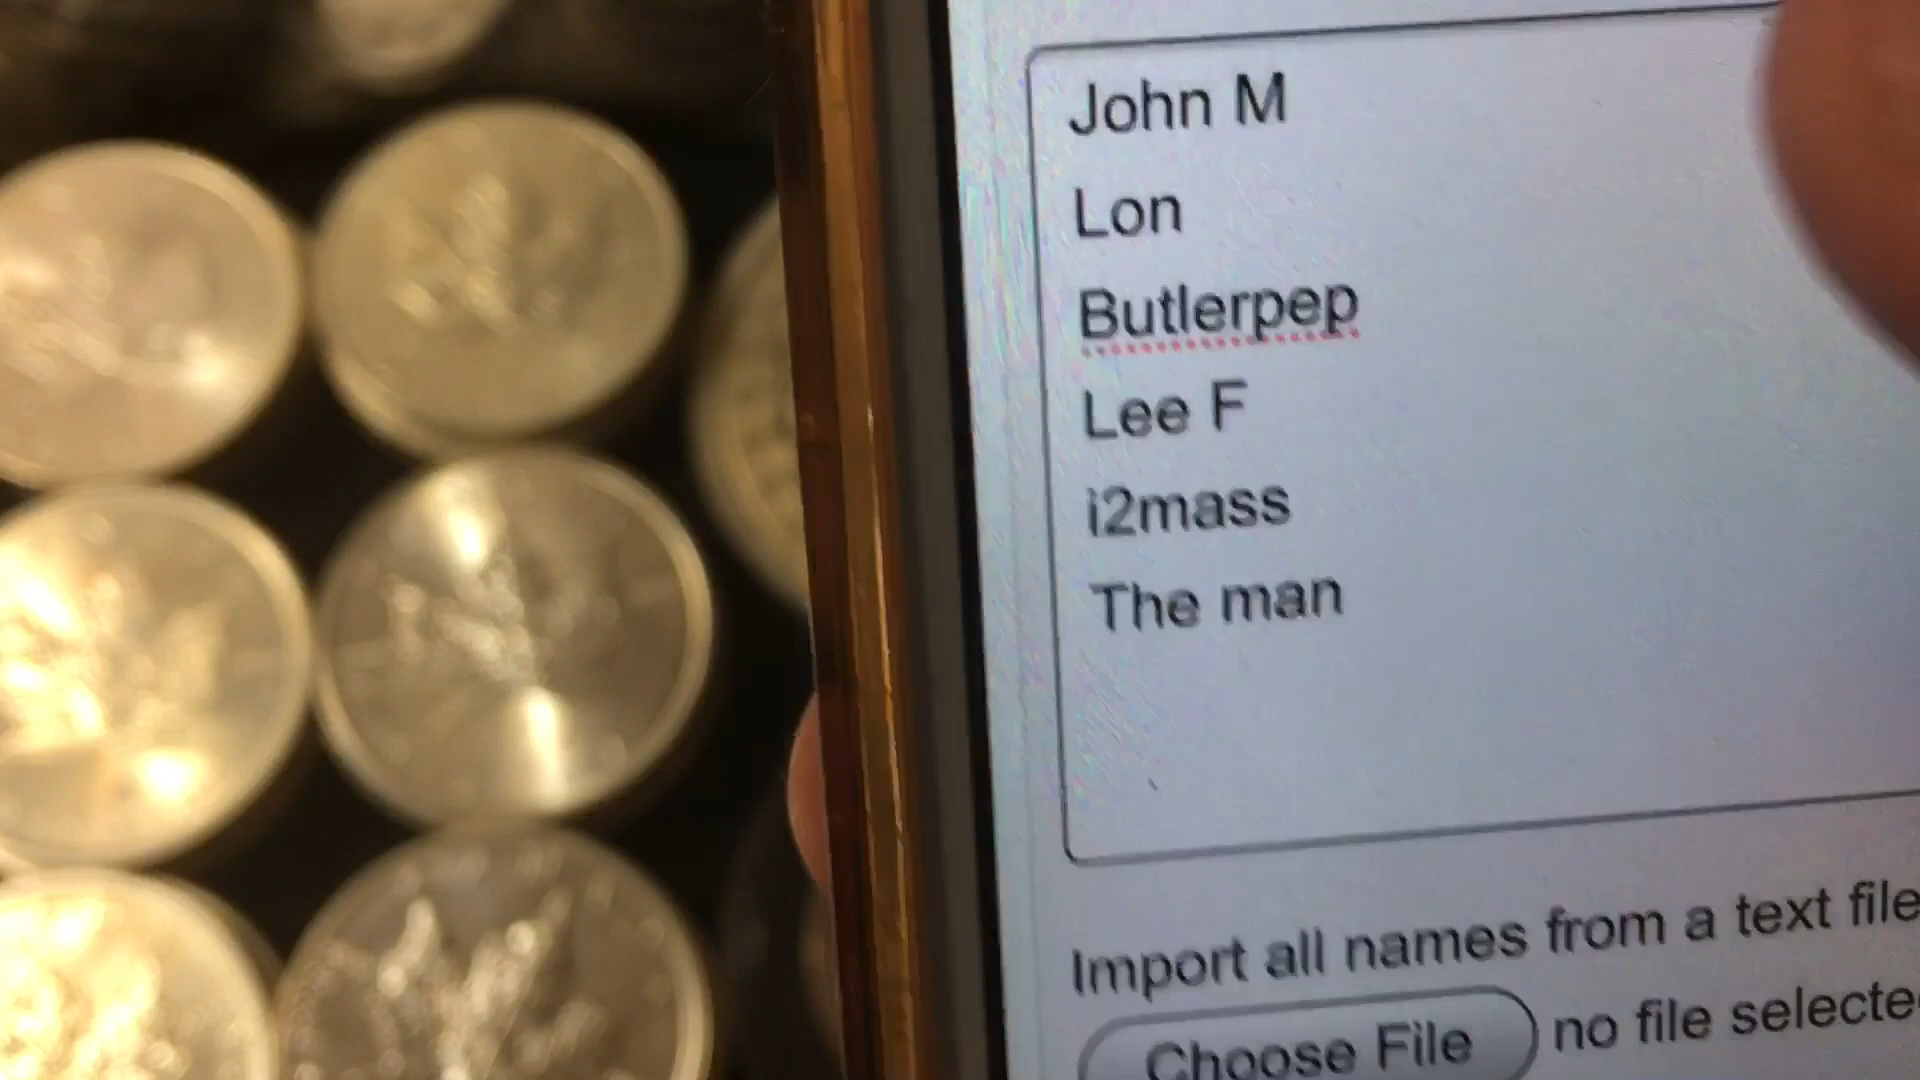 John M
Lon
Butlerpep
Lee F
i2mass
The man
Import all names from a text file
Choose File no file selecte